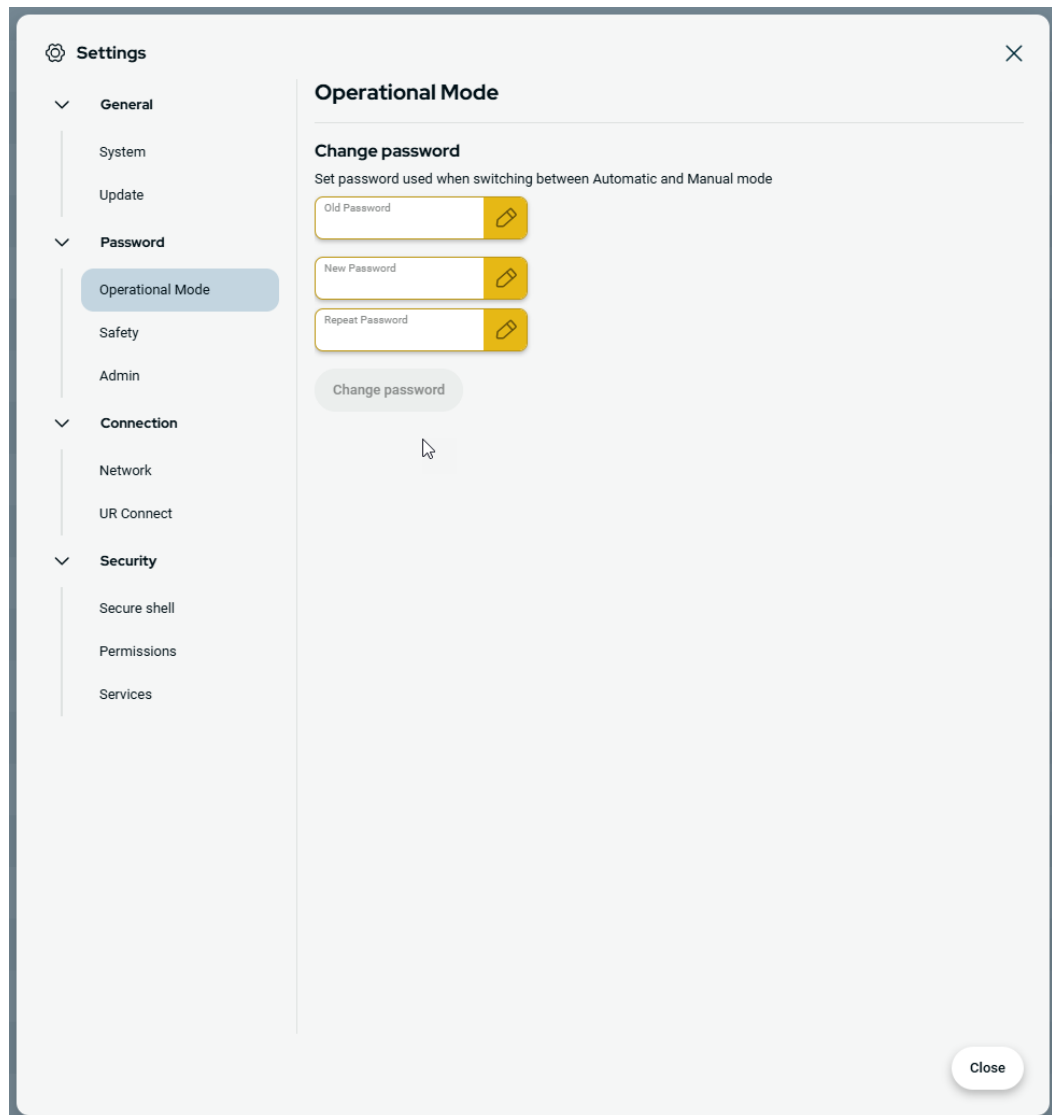 Settings
General
System
Update
Password
Operational Mode
Safety
Admin
Connection
Network
UR Connect
Security
Secure shell
Permissions
Services
Operational Mode
Change password
Set password used when switching between Automatic and Manual mode
Old Password
New Password
Repeat Password
Change password
Close